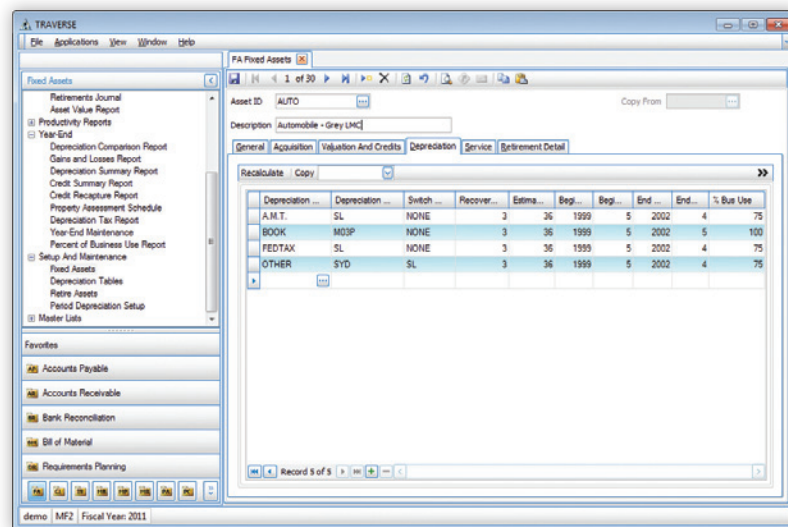 TRAVERSE
File Applications View Window Help
Fixed Assets
Retirements Journal
Asset Value Report
Productivity Reports
Year-End
Depreciation Comparison Report
Gains and Losses Report
Depreciation Summary Report
Credit Summary Report
Credit Recapture Report
Property Assessment Schedule
Depreciation Tax Report
Year-End Maintenance
Percent of Business Use Report
Setup And Maintenance
Fixed Assets
Depreciation Tables
Retire Assets
Period Depreciation Setup
Master Lists
Favorites
Accounts Payable
Accounts Receivable
Bank Reconciliation
Bill of Material
Requirements Planning
FA Fixed Assets
1 of 30
Asset ID AUTO Copy From
Description Automobile - Grey LMC
General Acquisition Valuation And Credits Depreciation Service Retirement Detail
Recalculate Copy
Depreciation ... Depreciation ... Switch ... Recover... Estima... Begi... Begi... End ... End... % Bus Use
A.M.T. SL NONE 3 36 1999 5 2002 4 75
BOOK M03P NONE 3 36 1999 5 2002 5 100
FEDTAX SL NONE 3 36 1999 5 2002 4 75
OTHER SYD SL 3 36 1999 5 2002 4 75
Record 5 of 5
demo MF2 Fiscal Year: 2011